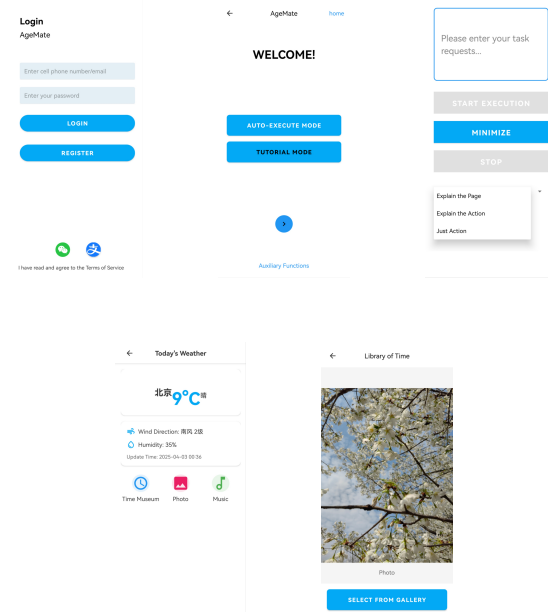 Login
AgeMate
Enter cell phone number/email
Enter your password
LOGIN
REGISTER
I have read and agree to the Terms of Service
AgeMate
home
WELCOME!
AUTO-EXECUTE MODE
TUTORIAL MODE
Auxiliary Functions
Please enter your task
requests...
START EXECUTION
MINIMIZE
STOP
Explain the Page
Explain the Action
Just Action
Today's Weather
北京9°C晴
Wind Direction: 南风 2级
Humidity: 35%
Update Time: 2025-04-03 00:36
Time Museum Photo Music
Library of Time
Photo
SELECT FROM GALLERY